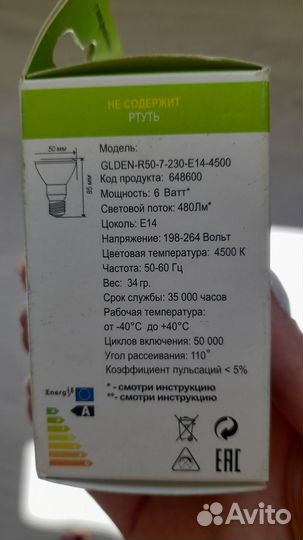 НЕ СОДЕРЖИТ
РТУТЬ
50 мм
85 мм
Модель:
GLDEN-R50-7-230-E14-4500
Код продукта: 648600
Мощность: 6 Ватт*
Световой поток: 480Лм*
Цоколь: E14
Напряжение: 198-264 Вольт
Цветовая температура: 4500 K
Частота: 50-60 Гц
Вес: 34гр.
Срок службы: 35 000 часов
Рабочая температура:
от -40°C до +40°C
Циклов включения: 50 000
Угол рассеивания: 110°
Коэффициент пульсаций < 5%
*- смотри инструкцию
**- смотри инструкцию
Energ
A
EAC
Avito